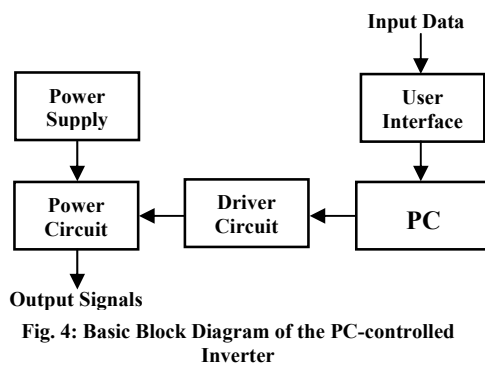 Input Data
Power
Supply
User
Interface
Power
Circuit
Driver
Circuit
PC
Output Signals
Fig. 4: Basic Block Diagram of the PC-controlled
Inverter